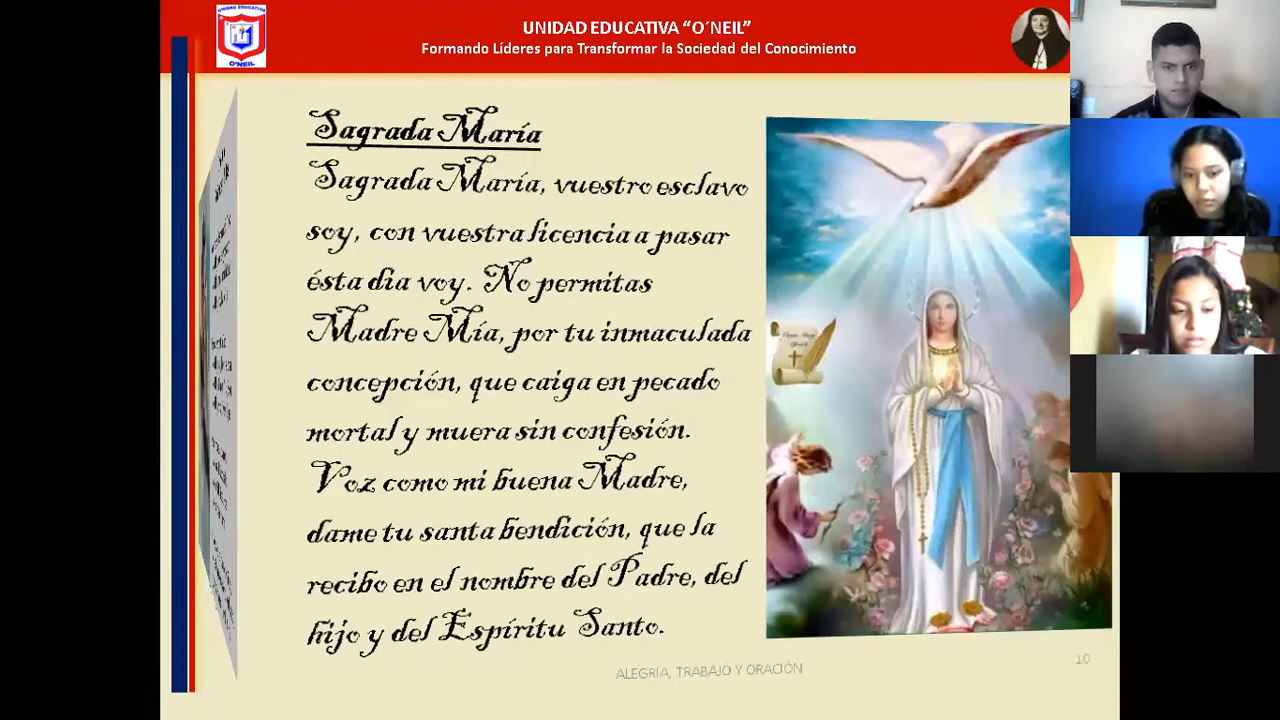 UNIDAD EDUCATIVA
O´NEIL
UNIDAD EDUCATIVA “O´NEIL”
Formando Líderes para Transformar la Sociedad del Conocimiento
Sagrada María
Sagrada María, vuestro esclavo
soy, con vuestra licencia a pasar
ésta dia voy. No permitas
Madre Mía, por tu inmaculada
concepción, que caiga en pecado
mortal y muera sin confesión.
Voz como mi buena Madre,
dame tu santa bendición, que la
recibo en el nombre del Padre, del
hijo y del Espíritu Santo.
ALEGRÍA, TRABAJO Y ORACIÓN
10